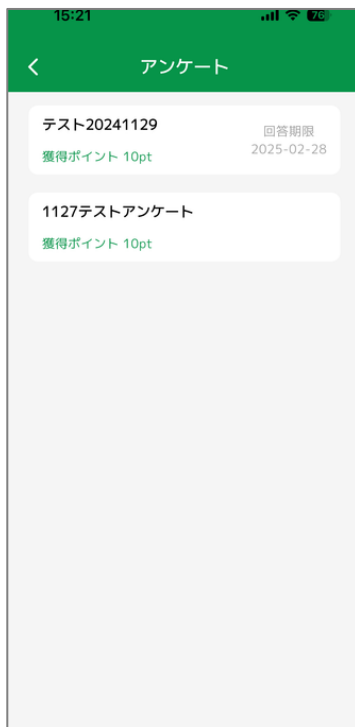 15:21
76
アンケート
テスト20241129
回答期限
獲得ポイント 10pt
2025-02-28
1127テストアンケート
獲得ポイント 10pt